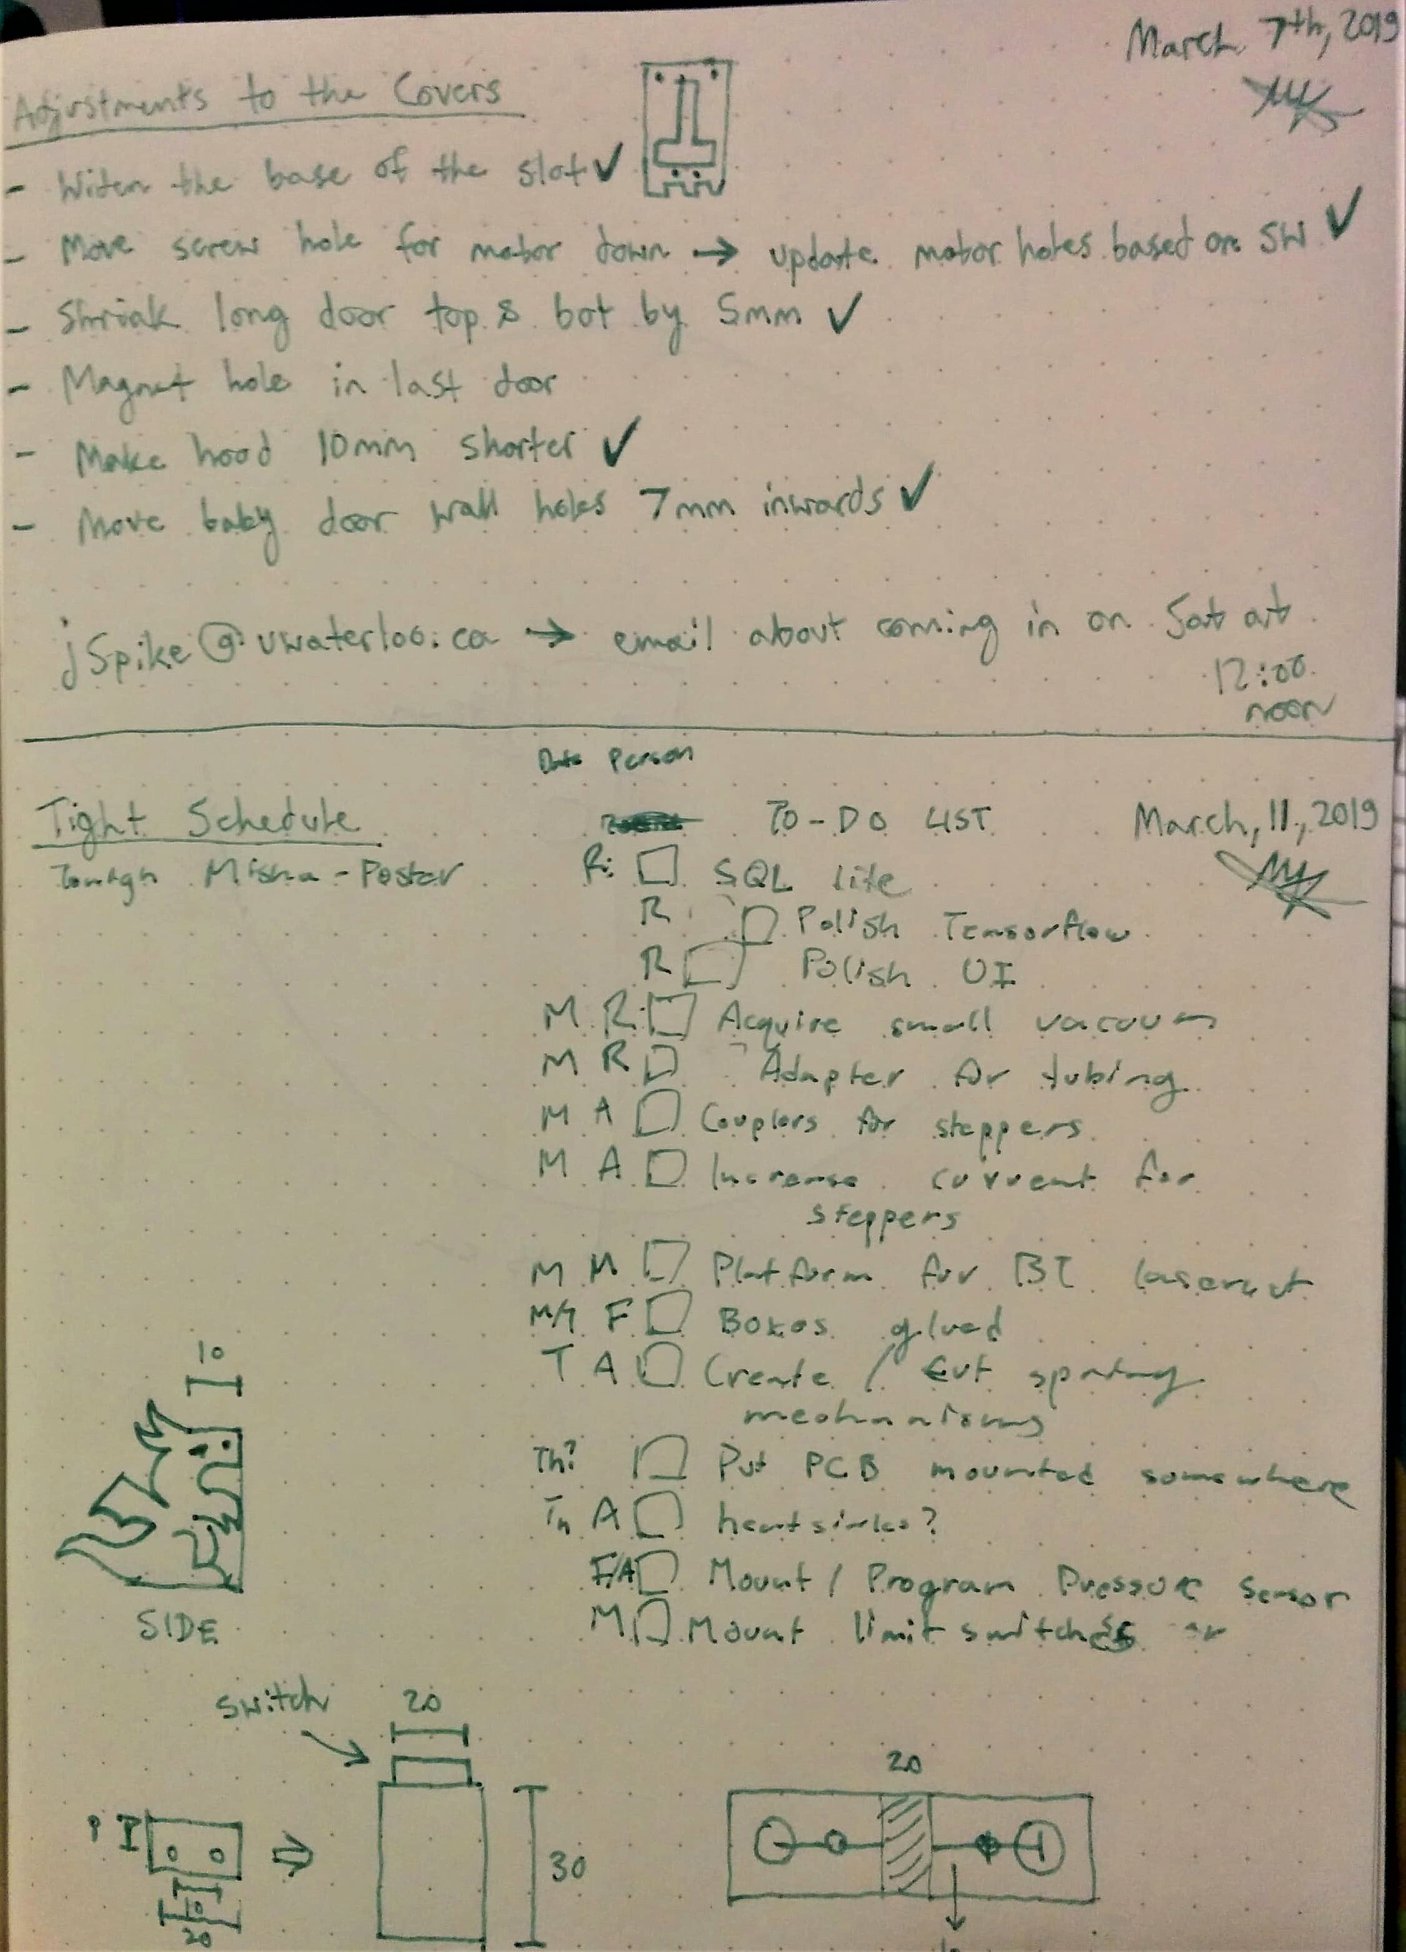 March 7th, 2019
Adjustments to the Covers
- Widen the base of the slot ✓
- Move screw hole for motor down → update motor holes based on SW ✓
- Shrink long door top & bot by 5mm ✓
- Magnet hole in last door
- Make hood 10mm shorter ✓
- Move baby door wall holes 7mm inwards ✓
jspike@uwaterloo.ca → email about coming in on Sat at
12:00
noon
Date Person
Tight Schedule
TO-DO LIST
March, 11, 2019
Misha - Poster
R: SQL lite
R Polish Tensorflow
R Polish UI
M R: Acquire small vacuum
M R Adapter for tubing
M A Couplers for steppers
M A Increase current for
steppers
M M Platform for BI lasercut
M/T F Boxes glued
T A Create / Cut
mechanisms
Th? Put PCB mounted somewhere
Th A heatsinks?
F/A Mount / Program Pressure Sensor
M Mount limit switches or
10
SIDE
switch
20
30
20
20